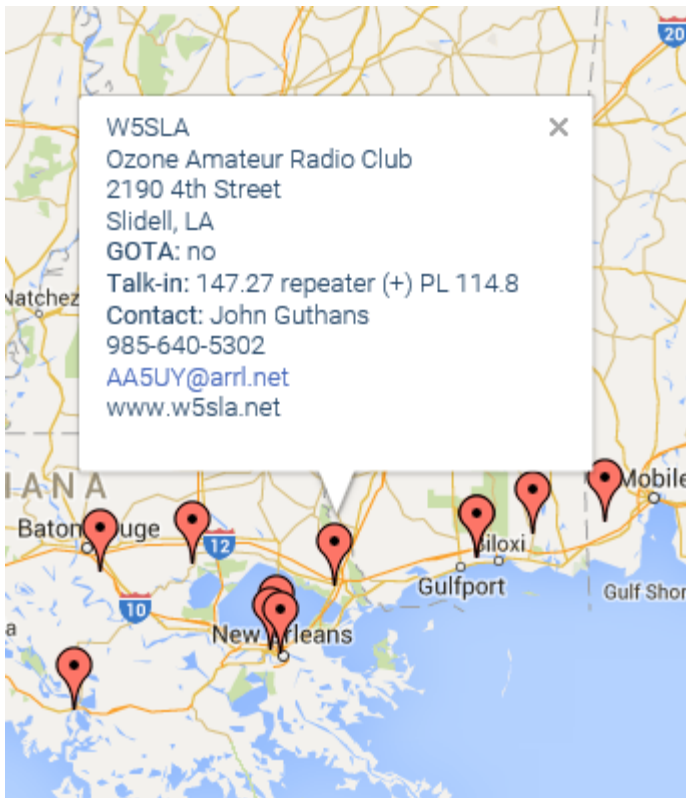 20
W5SLA
Ozone Amateur Radio Club
2190 4th Street
Slidell, LA
GOTA: no
Talk-in: 147.27 repeater (+) PL 114.8
Contact: John Guthans
985-640-5302
AA5UY@arrl.net
www.w5sla.net
Natchez
IANA
Mobile
Baton Rouge
12
Biloxi
10
Gulfport
Gulf Shor
a
New Orleans